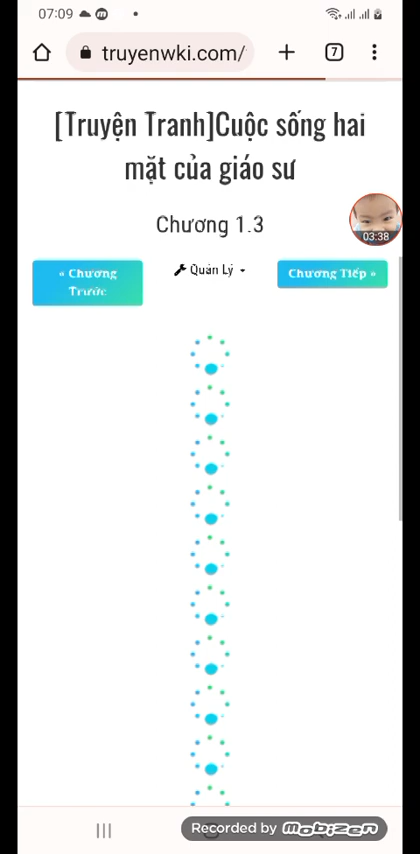 07:09
truyenwki.com/
7
[Truyện Tranh]Cuộc sống hai
mặt của giáo sư
Chương 1.3
03:38
« Chương
Trước
Quản Lý
Chương Tiếp »
Recorded by mobizen